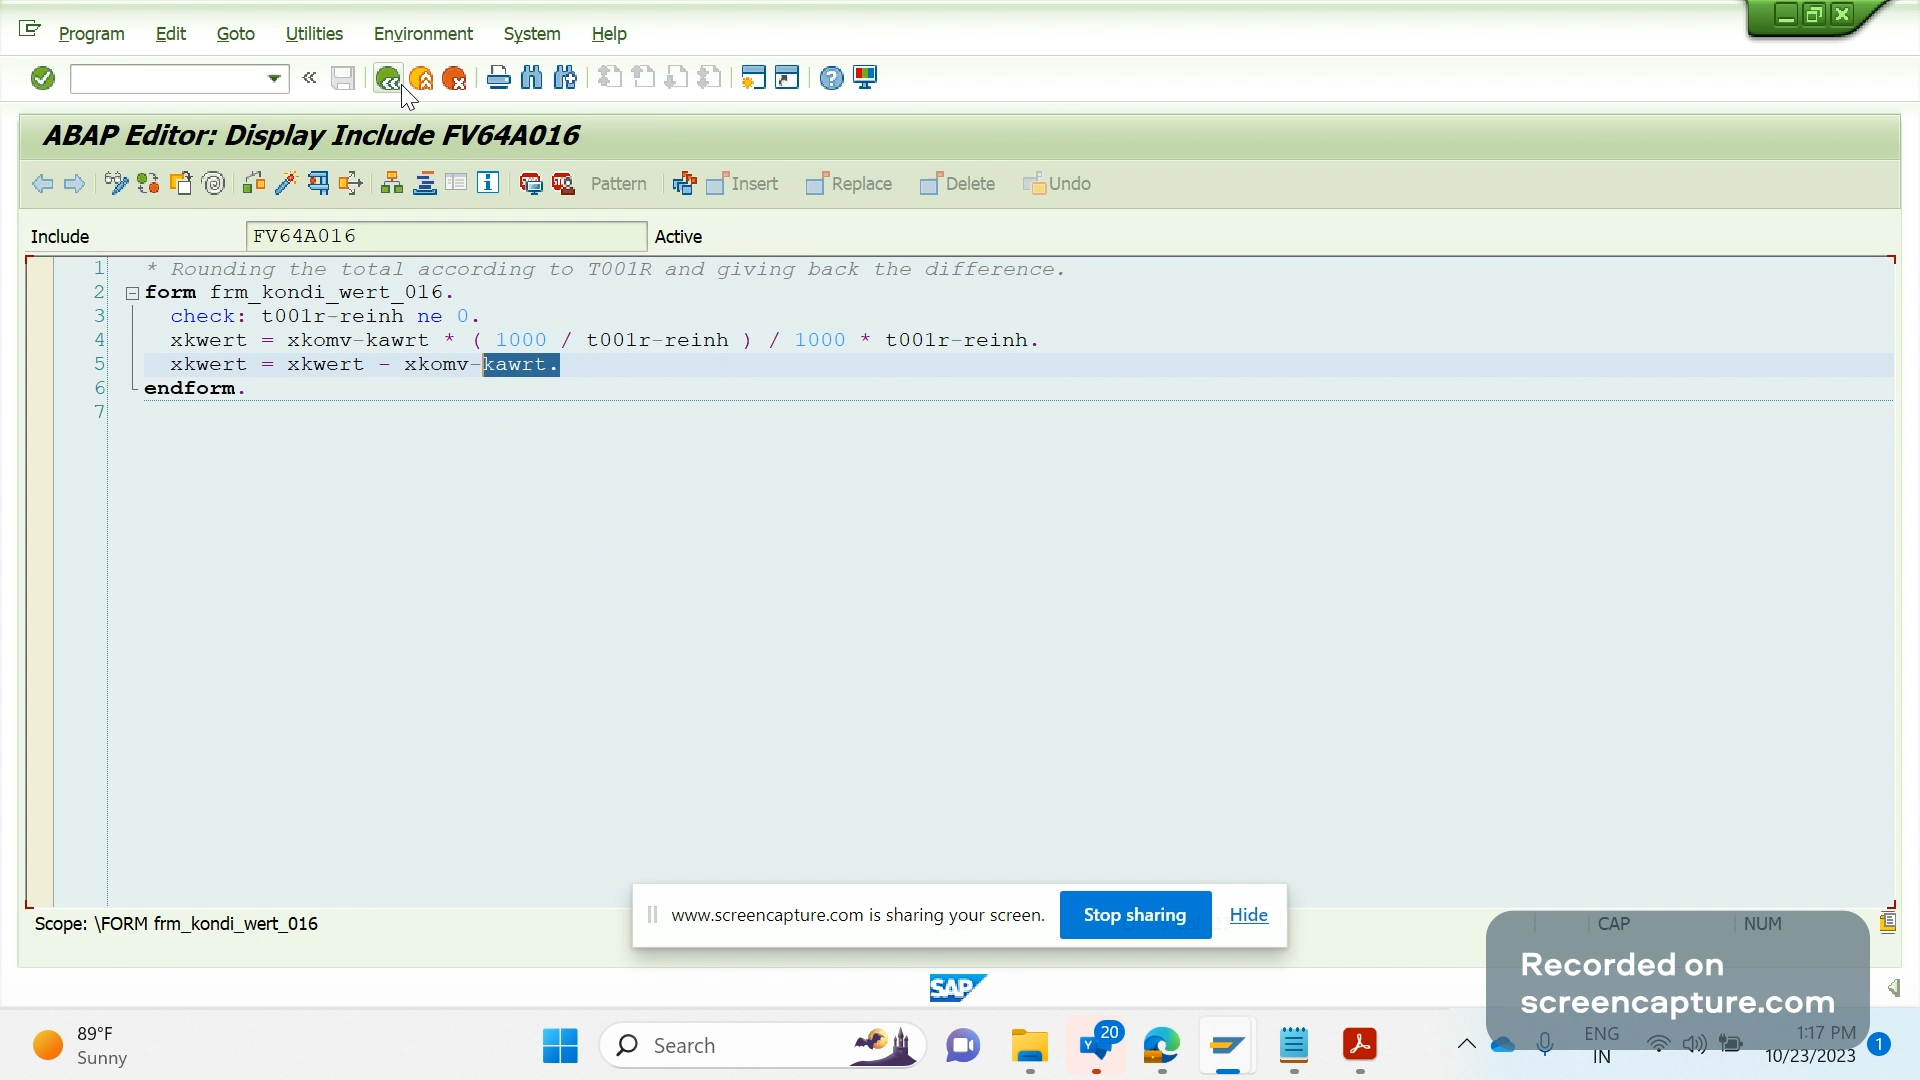 Program Edit Goto Utilities Environment System Help
ABAP Editor: Display Include FV64A016
Pattern Insert Replace Delete Undo
Include FV64A016 Active
1 * Rounding the total according to T001R and giving back the difference.
2 form frm_kondi_wert_016.
3 check: t001r-reinh ne 0.
4 xkwert = xkomv-kawrt * ( 1000 / t001r-reinh ) / 1000 * t001r-reinh.
5 xkwert = xkwert - xkomv-kawrt.
6 endform.
7
Scope: \FORM frm_kondi_wert_016
CAP NUM
www.screencapture.com is sharing your screen. Stop sharing Hide
Recorded on
screencapture.com
SAP
89°F
Sunny
Search
20
ENG
IN
1:17 PM
10/23/2023
1